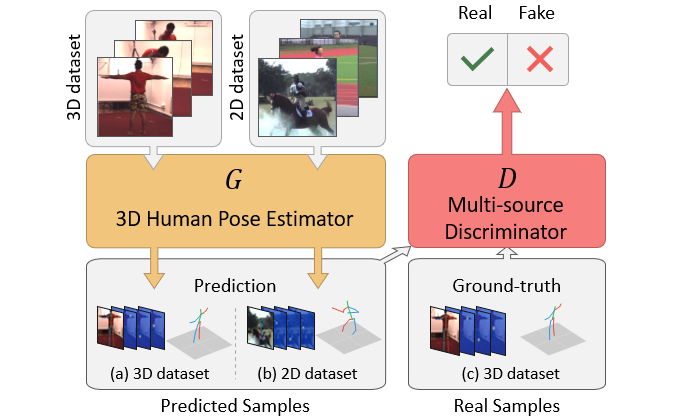 Real Fake
3D dataset
2D dataset
G
3D Human Pose Estimator
D
Multi-source
Discriminator
Prediction
(a) 3D dataset
(b) 2D dataset
Ground-truth
(c) 3D dataset
Predicted Samples
Real Samples